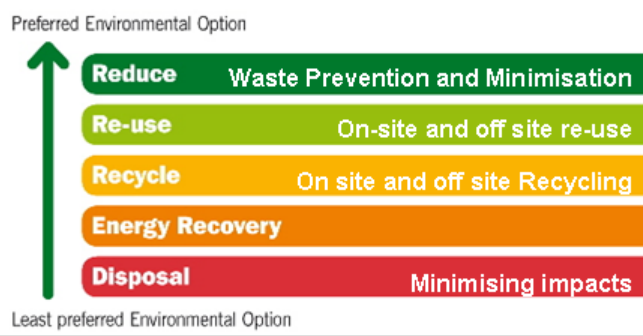 Preferred Environmental Option
Reduce Waste Prevention and Minimisation
Re-use On-site and off site re-use
Recycle On site and off site Recycling
Energy Recovery
Disposal Minimising impacts
Least preferred Environmental Option